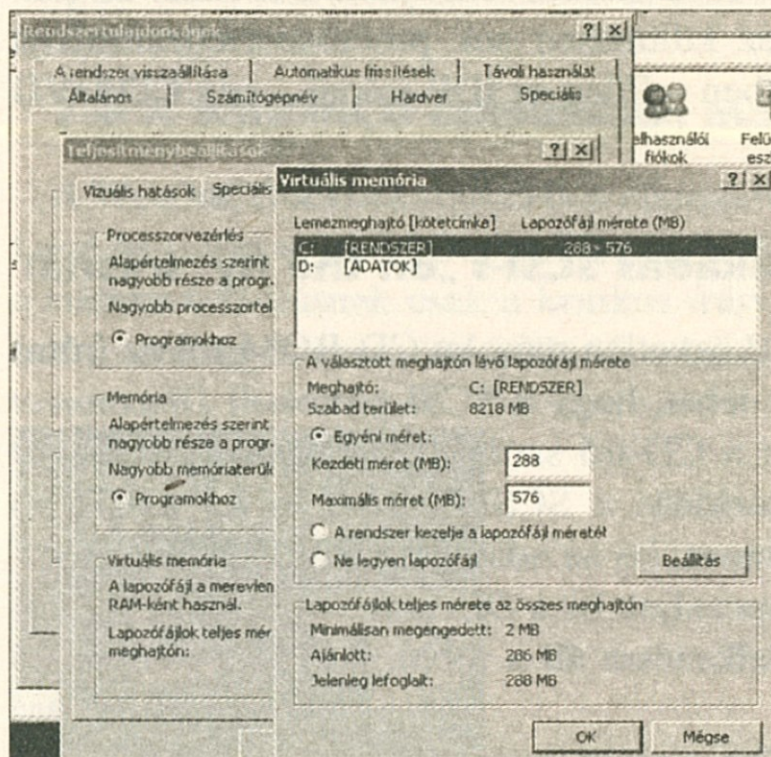 Rendszertulajdonságok
A rendszer visszaállítása
Automatikus frissítések
Távoli használat
Általános
Számítógépnév
Hardver
Speciális
elhasználói
fiókok
Felü
esz
Teljesítménybeállítások
Vizuális hatások
Speciális
Processzorvezérlés
Alapértelmezés szerint
nagyobb része a progr.
Nagyobb processzortel
Programokhoz
Memória
Alapértelmezés szerint
nagyobb része a progr.
Nagyobb memóriaterüle
Programokhoz
Virtuális memória
A lapozófájl a merevlen
RAM-ként használ.
Lapozófájlok teljes mér
meghajtón:
Virtuális memória
Lemezmeghajtó [kötetcímke] Lapozófájl mérete (MB)
C: [RENDSZER] 288 - 576
D: [ADATOK]
A választott meghajtón lévő lapozófájl mérete
Meghajtó: C: [RENDSZER]
Szabad terület: 8218 MB
Egyéni méret:
Kezdeti méret (MB): 288
Maximális méret (MB): 576
A rendszer kezelje a lapozófájl méretét
Ne legyen lapozófájl
Beállítás
Lapozófájlok teljes mérete az összes meghajtón
Minimálisan megengedett: 2 MB
Ajánlott: 286 MB
Jelenleg lefoglalt: 288 MB
OK
Mégse